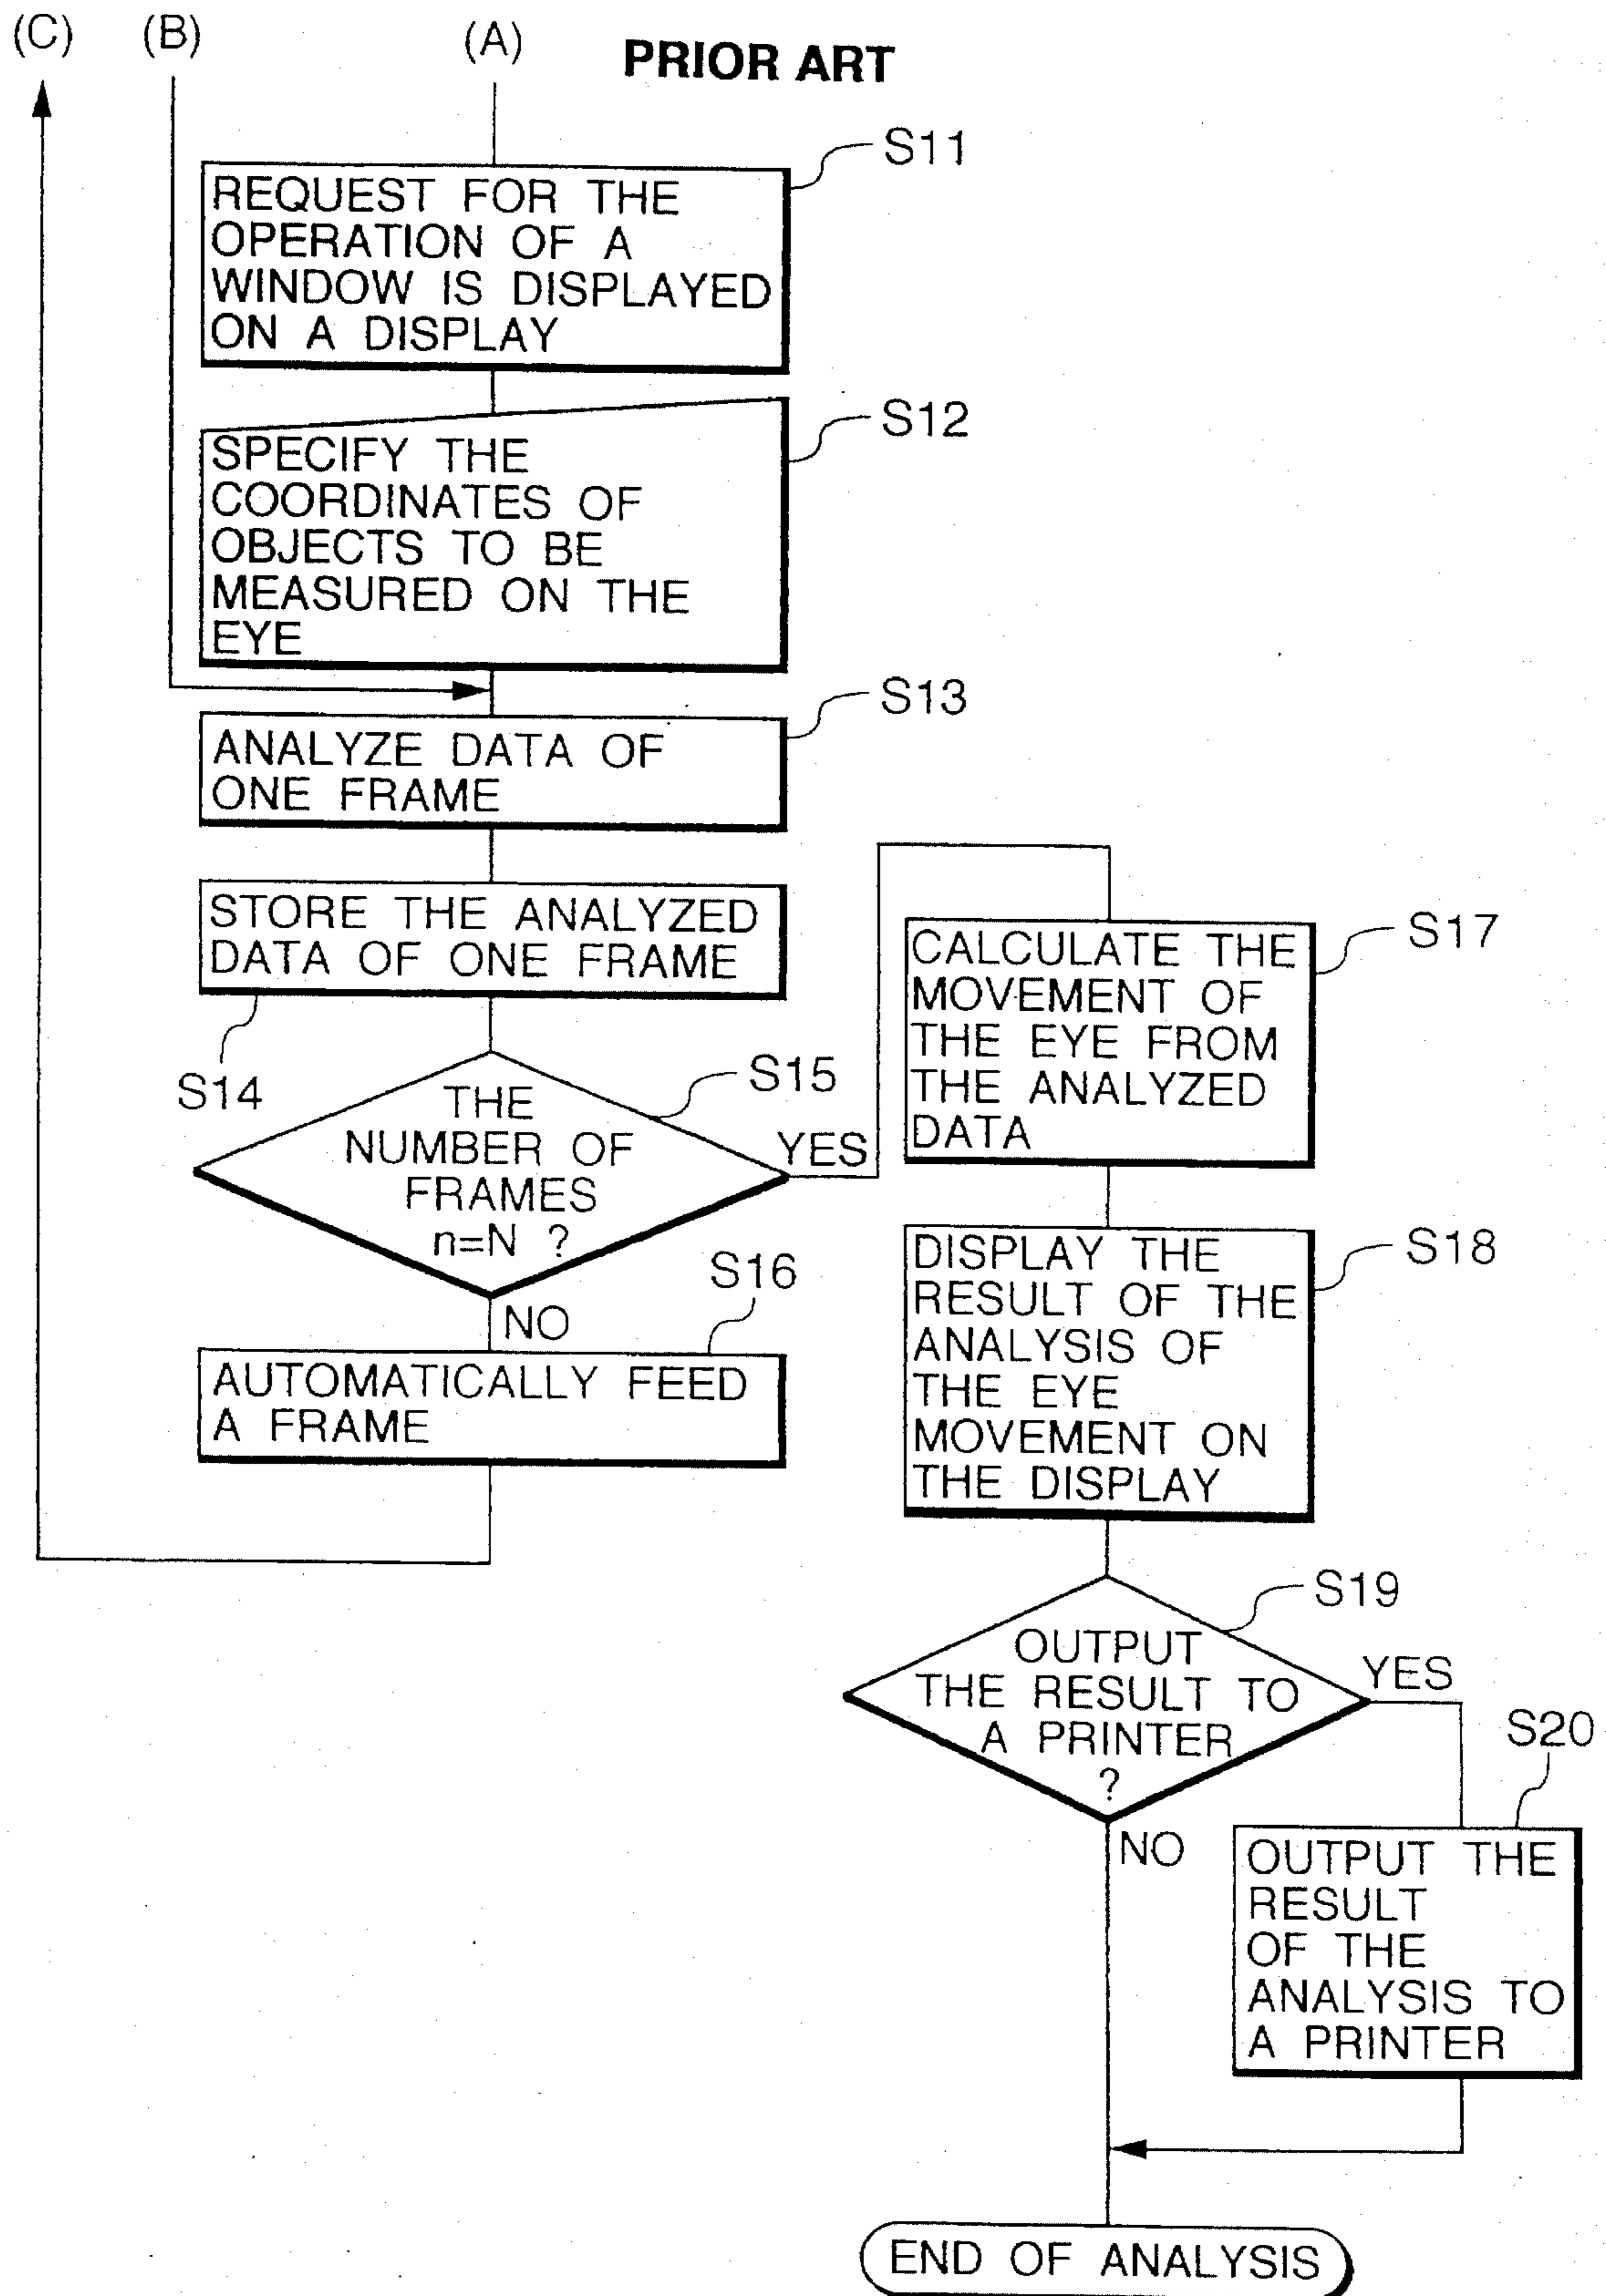 (C)
(B)
(A)
PRIOR ART
S11
REQUEST FOR THE
OPERATION OF A
WINDOW IS DISPLAYED
ON A DISPLAY
S12
SPECIFY THE
COORDINATES OF
OBJECTS TO BE
MEASURED ON THE
EYE
S13
ANALYZE DATA OF
ONE FRAME
STORE THE ANALYZED
DATA OF ONE FRAME
S14
S15
THE
NUMBER OF
FRAMES
n=N ?
YES
NO
S16
AUTOMATICALLY FEED
A FRAME
S17
CALCULATE THE
MOVEMENT OF
THE EYE FROM
THE ANALYZED
DATA
S18
DISPLAY THE
RESULT OF THE
ANALYSIS OF
THE EYE
MOVEMENT ON
THE DISPLAY
S19
OUTPUT
THE RESULT TO
A PRINTER
?
YES
NO
S20
OUTPUT THE
RESULT
OF THE
ANALYSIS TO
A PRINTER
END OF ANALYSIS